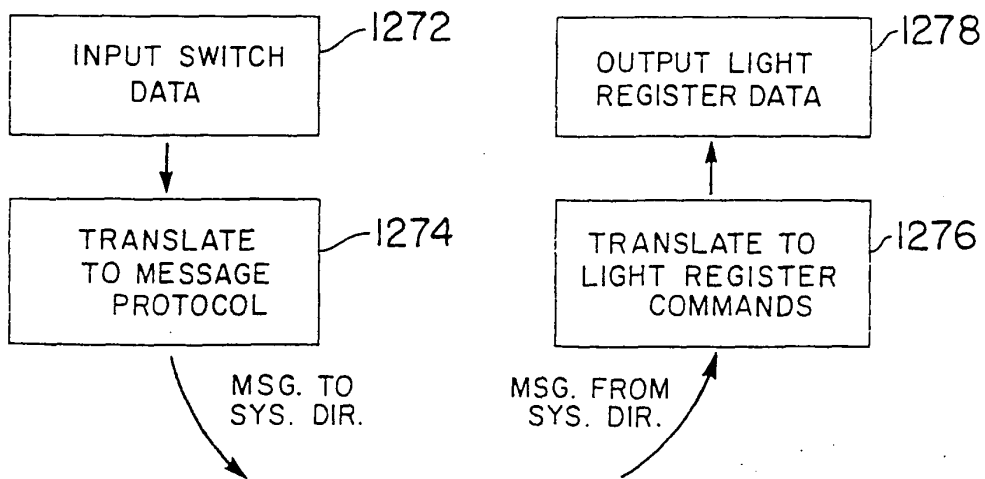 INPUT SWITCH
DATA
1272
TRANSLATE
TO MESSAGE
PROTOCOL
1274
MSG. TO
SYS. DIR.
OUTPUT LIGHT
REGISTER DATA
1278
TRANSLATE TO
LIGHT REGISTER
COMMANDS
1276
MSG. FROM
SYS. DIR.